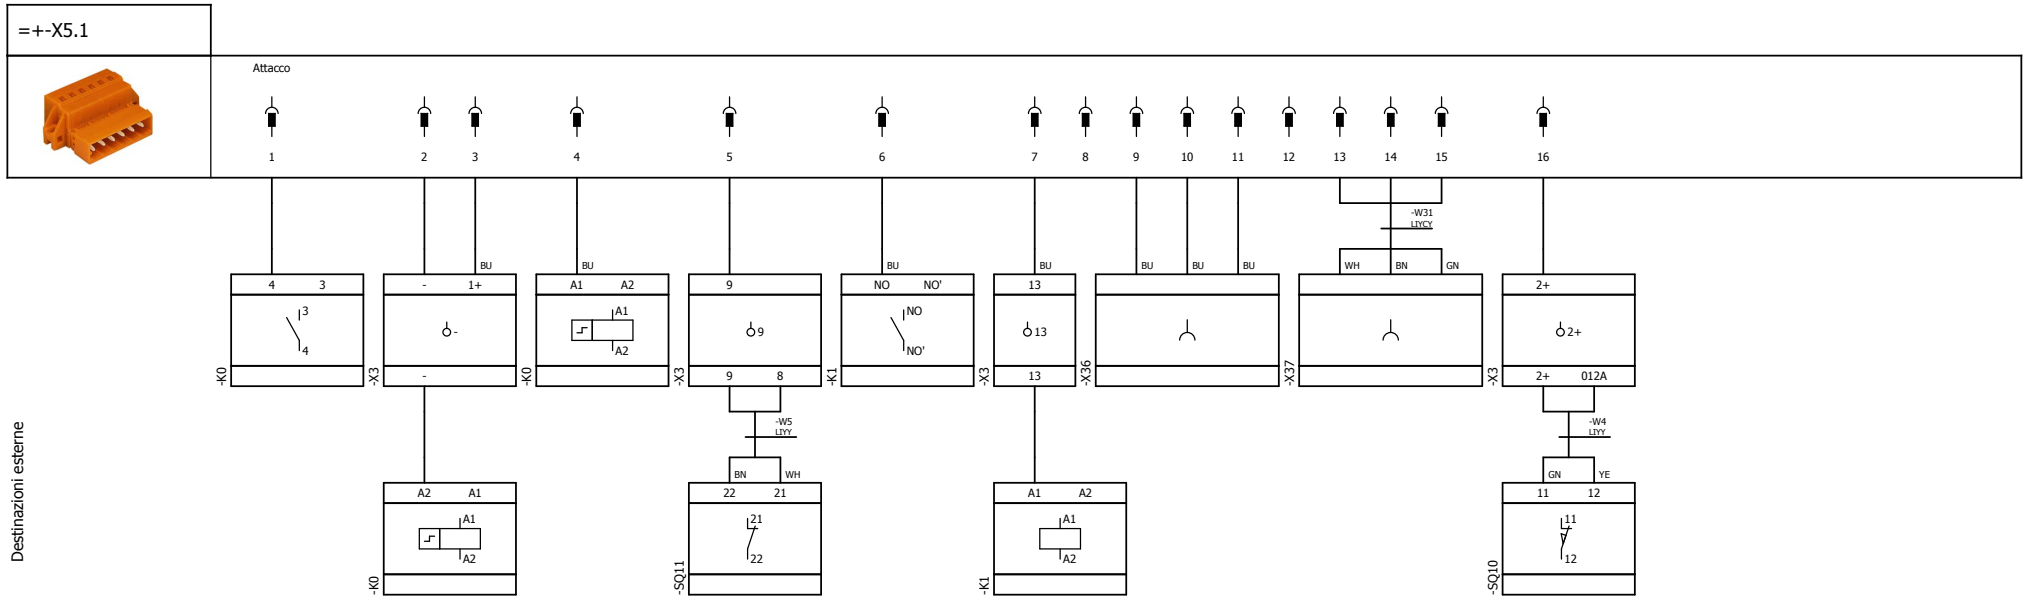 =+-X5.1
Attacco
1 2 3 4 5 6 7 8 9 10 11 12 13 14 15 16
-W31
LIYCY
BU BU BU BU BU BU BU WH BN GN
4 3 - 1+ A1 A2 9 NO NO' 13 2+
3 A1 NO
- 9 13 2+
4 A2 NO'
-K0 -X3 -K0 -X3 -K1 -X3 -X36 -X37 -X3
- 9 8 13 2+ 012A
-W5 -W4
LIYY LIYY
BN WH GN YE
A2 A1 22 21 A1 A2 11 12
A1 21 A1 11
A2 22 A2 12
-K0 -SQ11 -K1 -SQ10
Destinazioni esterne